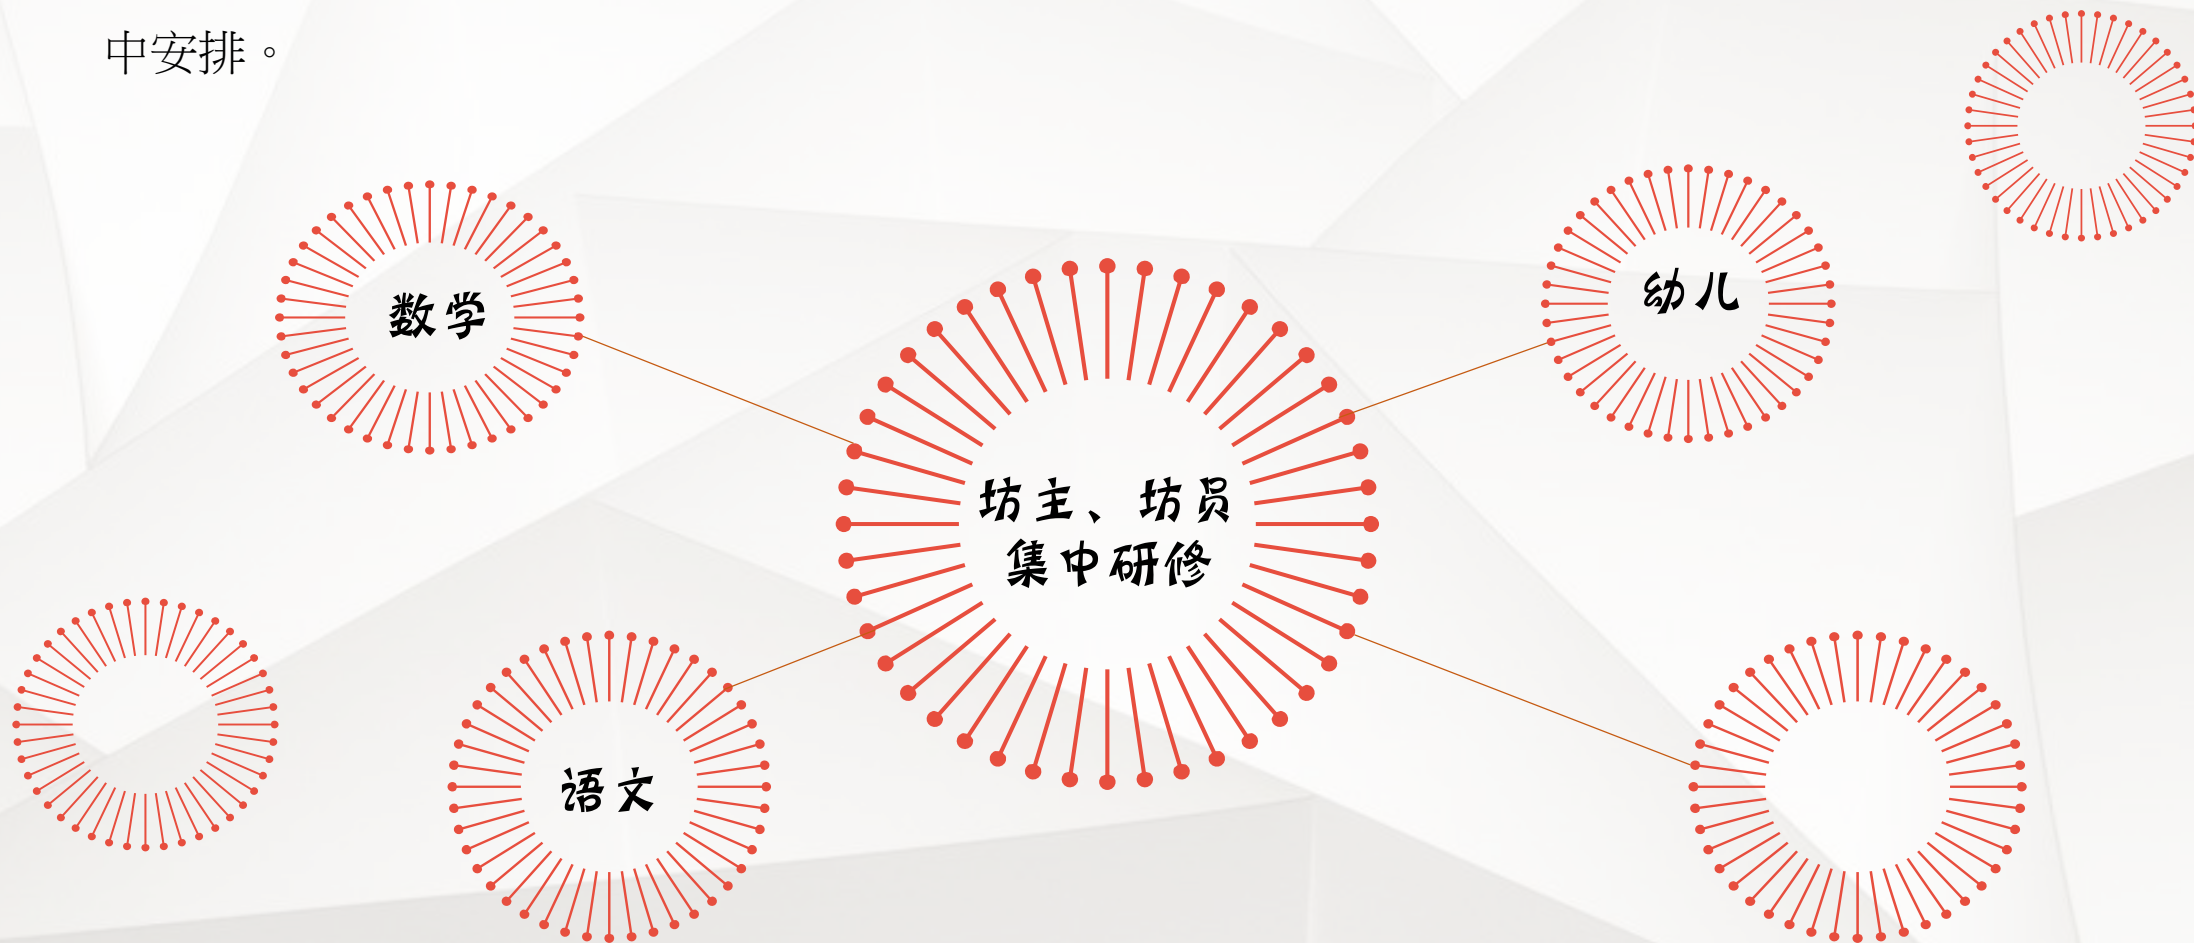 中安排。
数学
幼儿
坊主、坊员
集中研修
语文